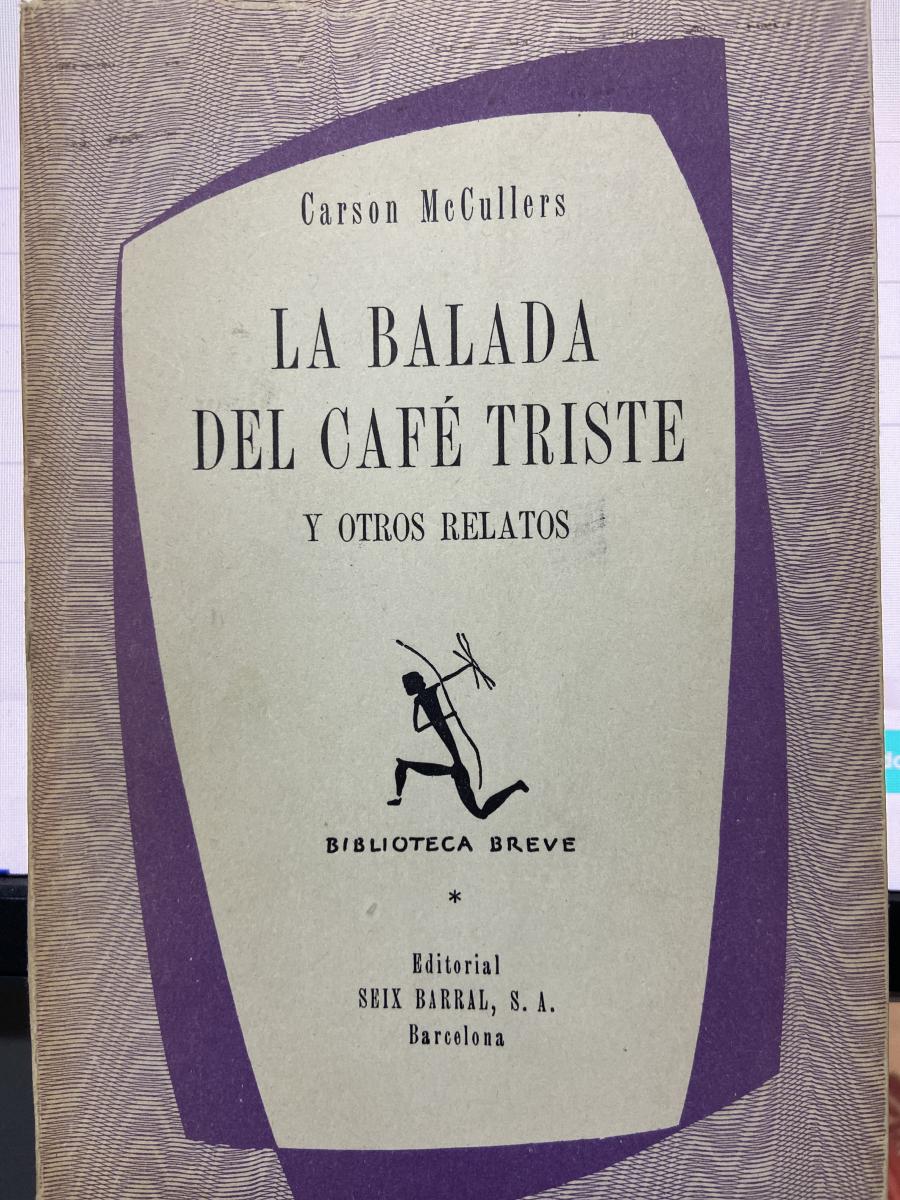 Carson McCullers
LA BALADA
DEL CAFÉ TRISTE
Y OTROS RELATOS
BIBLIOTECA BREVE
*
Editorial
SEIX BARRAL, S. A.
Barcelona